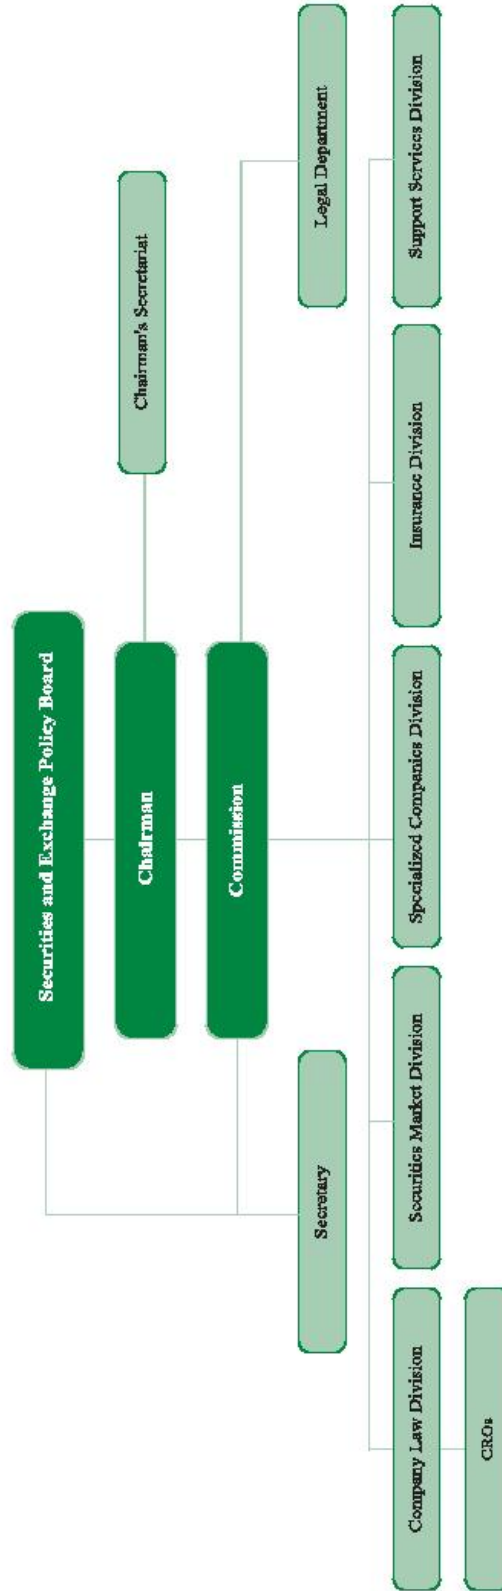 Securities and Exchange Policy Board
Chairman
Chairman's Secretariat
Commission
Secretary
Legal Department
Company Law Division
Securities Market Division
Specialized Companies Division
Insurance Division
Support Services Division
CROs